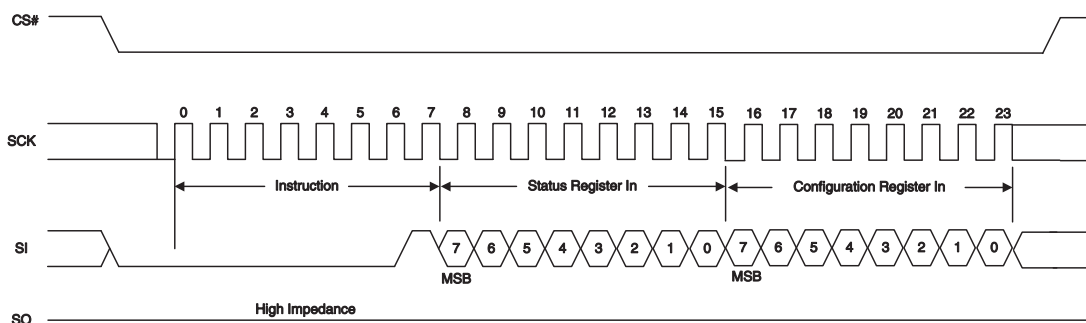 CS#
0 1 2 3 4 5 6 7 8 9 10 11 12 13 14 15 16 17 18 19 20 21 22 23
SCK
Instruction Status Register In Configuration Register In
SI 7 6 5 4 3 2 1 0 7 6 5 4 3 2 1 0
MSB MSB
High Impedance
SO